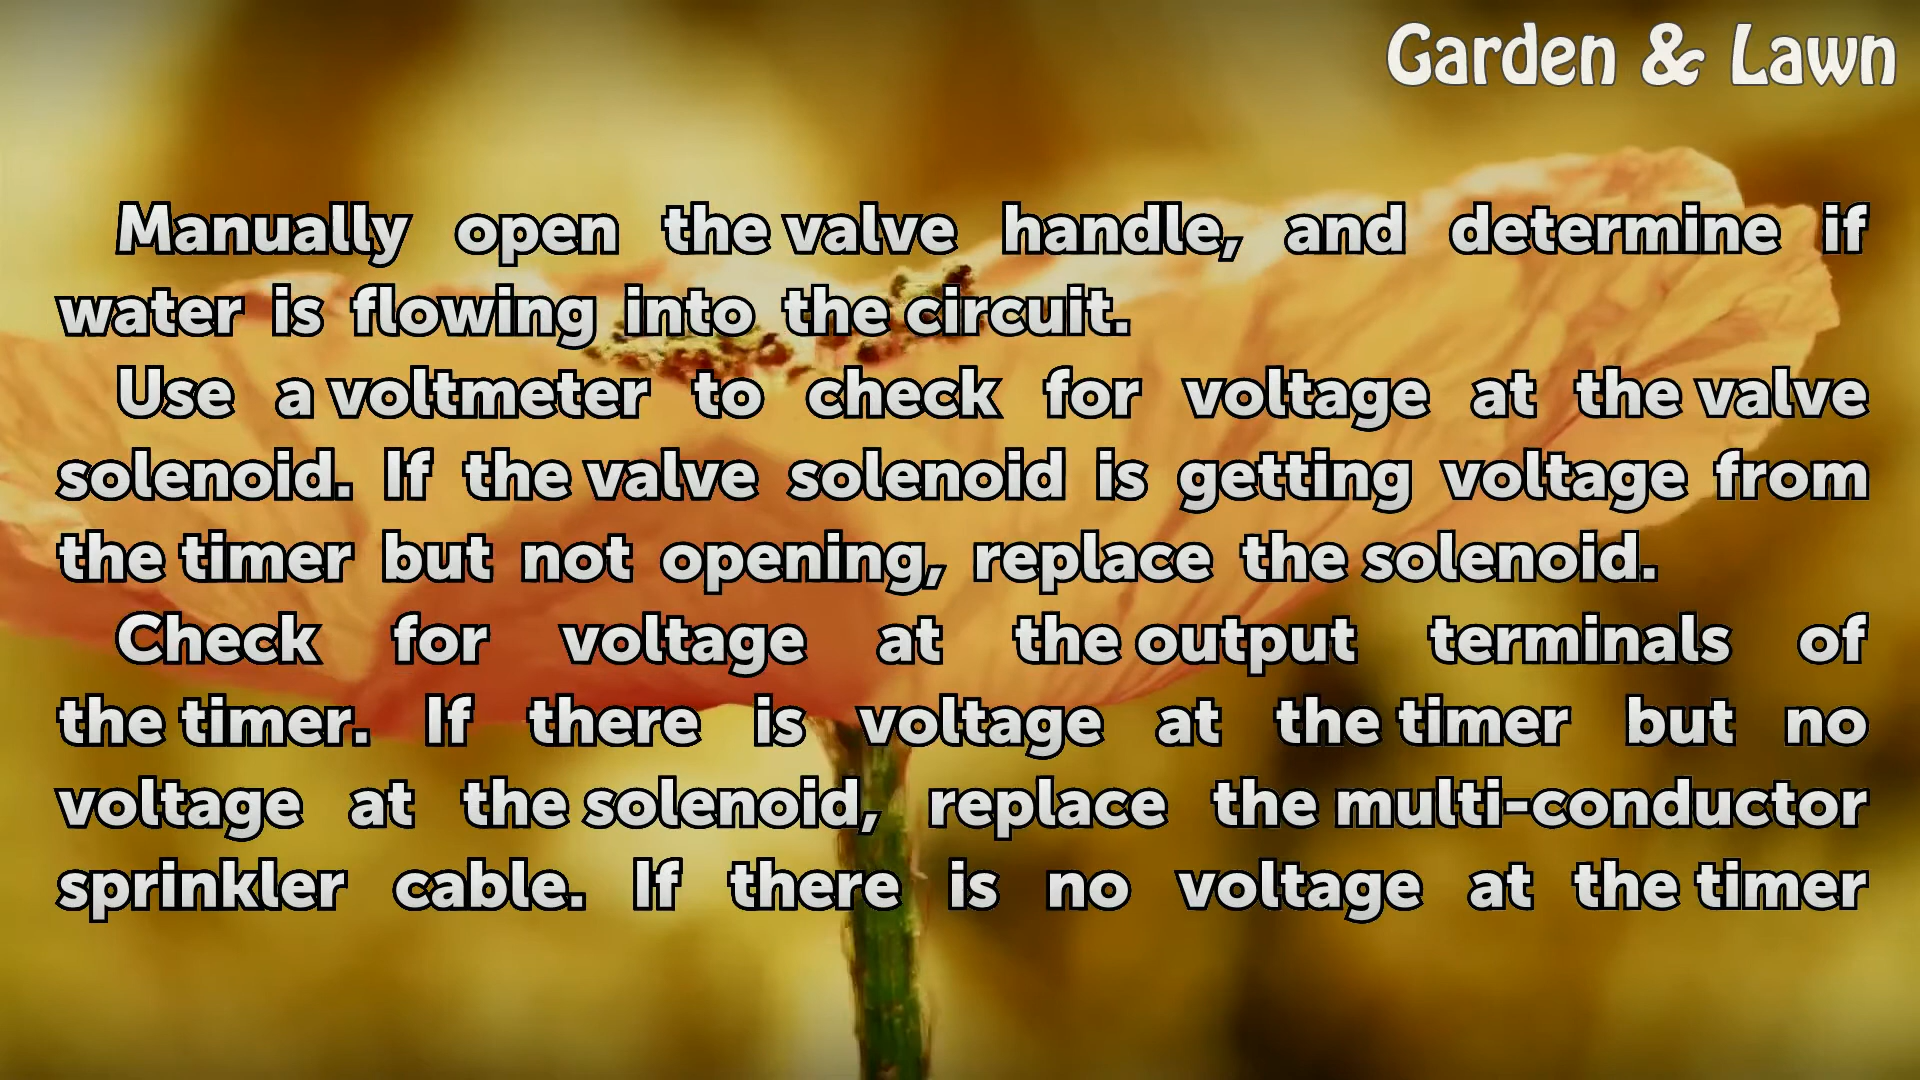 Garden & Lawn
Manually open the valve handle, and determine if
water is flowing into the circuit.
Use a voltmeter to check for voltage at the valve
solenoid. If the valve solenoid is getting voltage from
the timer but not opening, replace the solenoid.
Check for voltage at the output terminals of
the timer. If there is voltage at the timer but no
voltage at the solenoid, replace the multi-conductor
sprinkler cable. If there is no voltage at the timer